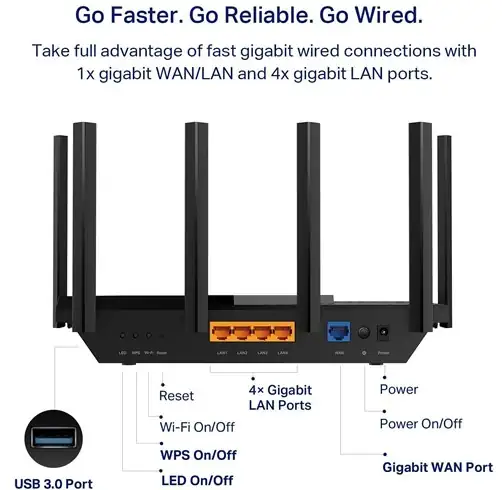 Go Faster. Go Reliable. Go Wired.
Take full advantage of fast gigabit wired connections with
1x gigabit WAN/LAN and 4x gigabit LAN ports.
LED WPS Wi-Fi Reset
LAN1 LAN2 LAN3 LAN4
WAN
Power
Reset
Wi-Fi On/Off
WPS On/Off
LED On/Off
4× Gigabit
LAN Ports
Power
Power On/Off
Gigabit WAN Port
USB 3.0 Port